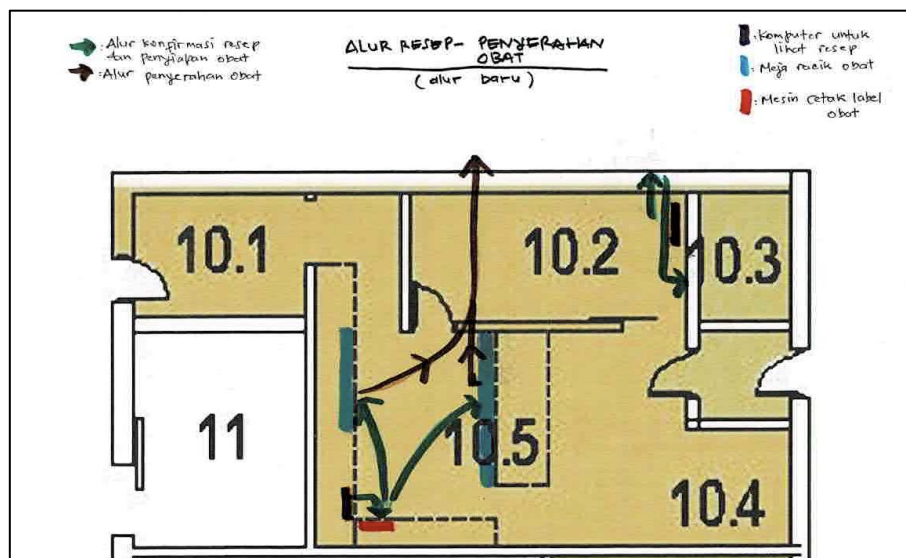 : Alur konfirmasi resep
dan penyiapan obat
: Alur penyerahan obat
ALUR RESEP- PENYERAHAN
OBAT
( alur baru )
: Komputer untuk
lihat resep
: Meja racik obat
: Mesin cetak label
obat
10.1
10.2
10.3
11
10.5
10.4